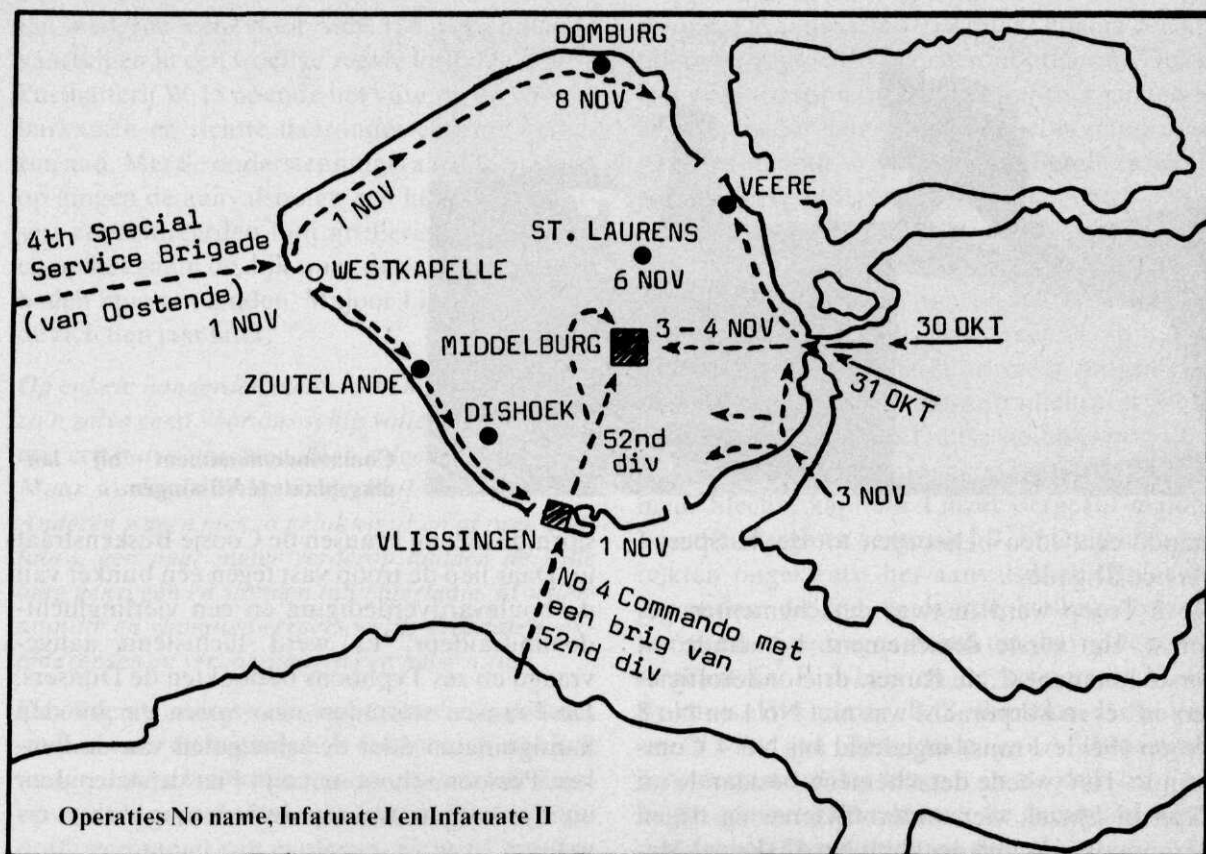 DOMBURG
8 NOV
1 NOV
VEERE
4th Special
Service Brigade
(van Oostende)
1 NOV
WESTKAPELLE
ST. LAURENS
6 NOV
3-4 NOV
30 OKT
MIDDELBURG
31 OKT
ZOUTELANDE
DISHOEK
52nd
div
3 NOV
VLISSINGEN
1 NOV
No. 4 Commando met
een brig van
52nd div
Operaties No name, Infatuate I en Infatuate II